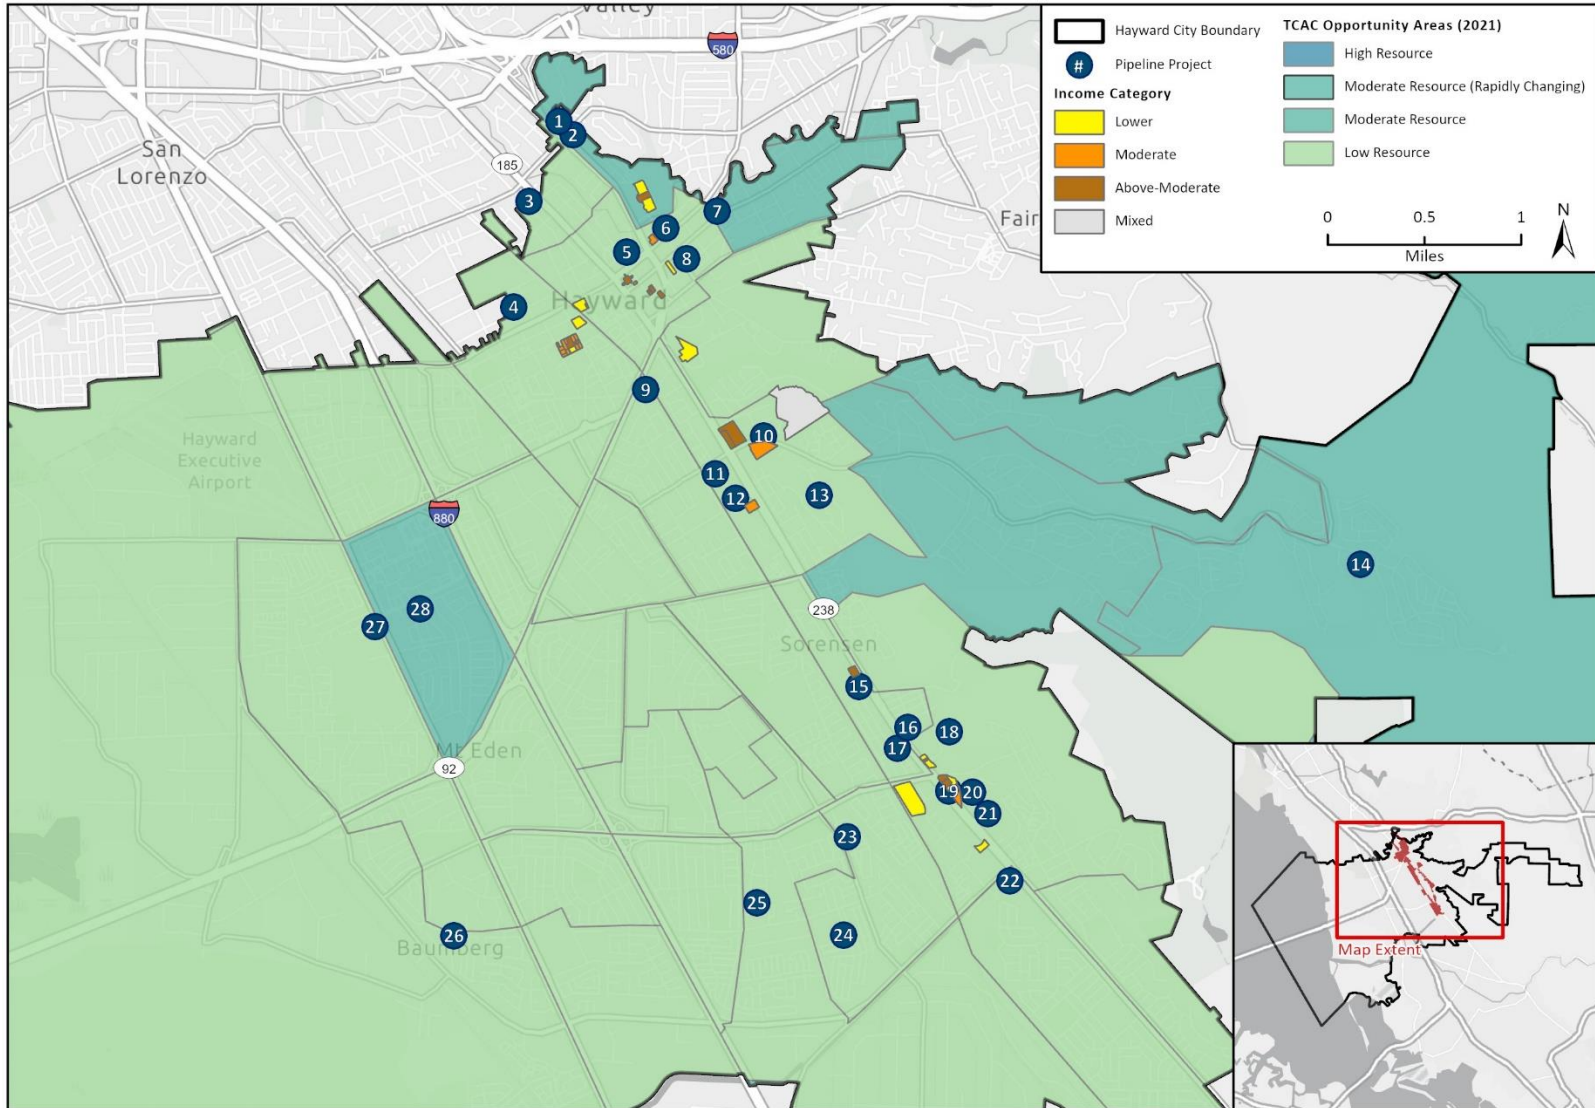 Valley
580
San
Lorenzo
185
Fair
1
2
3
4
5
6
7
8
Hayward
9
Hayward
Executive
Airport
10
11
12
13
14
880
27
28
238
Sorensen
15
16
17
18
Mt Eden
92
19
20
21
22
23
24
25
26
Baumberg
Hayward City Boundary
# Pipeline Project
Income Category
Lower
Moderate
Above-Moderate
Mixed
TCAC Opportunity Areas (2021)
High Resource
Moderate Resource (Rapidly Changing)
Moderate Resource
Low Resource
0 0.5 1
Miles
N
Map Extent